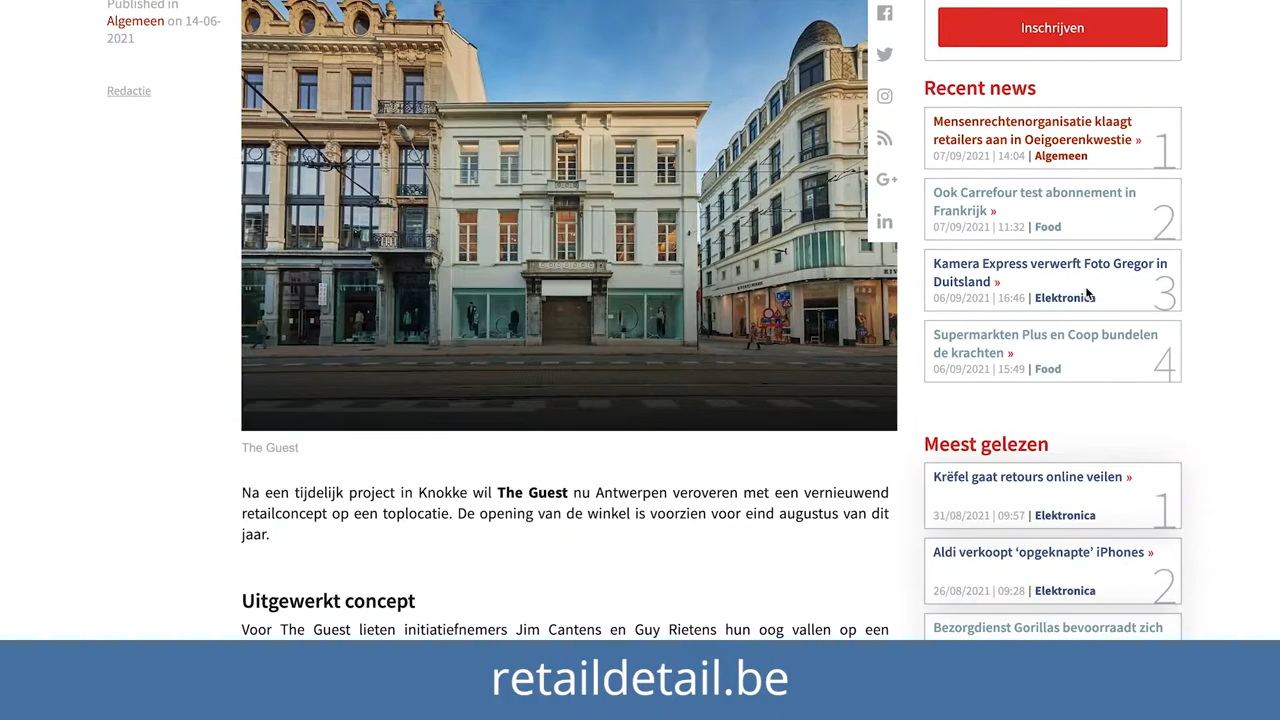 Published in
Algemeen on 14-06-
2021
Redactie
The Guest
Na een tijdelijk project in Knokke wil The Guest nu Antwerpen veroveren met een vernieuwend
retailconcept op een toplocatie. De opening van de winkel is voorzien voor eind augustus van dit
jaar.
Uitgewerkt concept
Voor The Guest lieten initiatiefnemers Jim Cantens en Guy Rietens hun oog vallen op een
Inschrijven
Recent news
Mensenrechtenorganisatie klaagt
retailers aan in Oeigoerenkwestie »
07/09/2021 | 14:04 | Algemeen
1
Ook Carrefour test abonnement in
Frankrijk »
07/09/2021 | 11:32 | Food
2
Kamera Express verwerft Foto Gregor in
Duitsland »
06/09/2021 | 16:46 | Elektronica
3
Supermarkten Plus en Coop bundelen
de krachten »
06/09/2021 | 15:49 | Food
4
Meest gelezen
Krëfel gaat retours online veilen »
31/08/2021 | 09:57 | Elektronica
1
Aldi verkoopt ‘opgeknapte’ iPhones »
26/08/2021 | 09:28 | Elektronica
2
Bezorgdienst Gorillas bevoorraadt zich
retaildetail.be